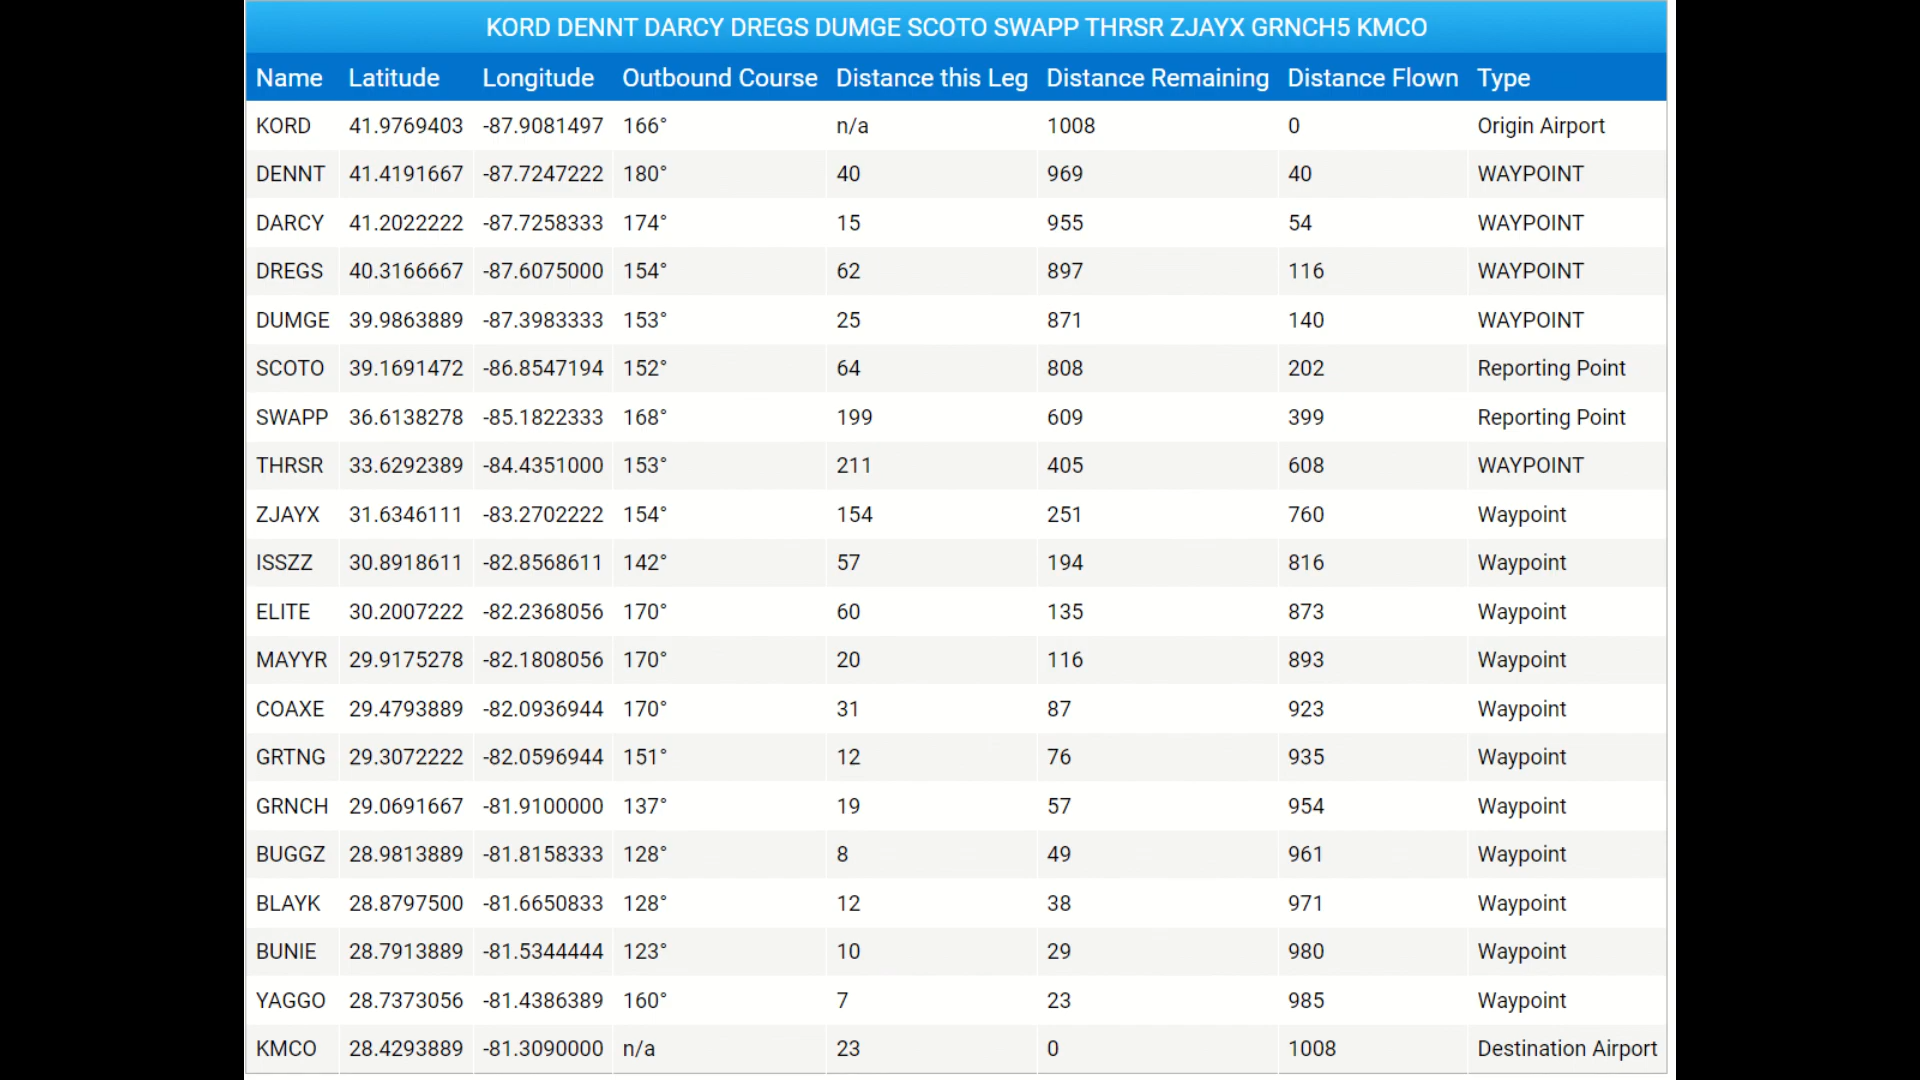 KORD DENNT DARCY DREGS DUMGE SCOTO SWAPP THRSR ZJAYX GRNCH5 KMCO
Name Latitude Longitude Outbound Course Distance this Leg Distance Remaining Distance Flown Type
KORD 41.9769403 -87.9081497 166° n/a 1008 0 Origin Airport
DENNT 41.4191667 -87.7247222 180° 40 969 40 WAYPOINT
DARCY 41.2022222 -87.7258333 174° 15 955 54 WAYPOINT
DREGS 40.3166667 -87.6075000 154° 62 897 116 WAYPOINT
DUMGE 39.9863889 -87.3983333 153° 25 871 140 WAYPOINT
SCOTO 39.1691472 -86.8547194 152° 64 808 202 Reporting Point
SWAPP 36.6138278 -85.1822333 168° 199 609 399 Reporting Point
THRSR 33.6292389 -84.4351000 153° 211 405 608 WAYPOINT
ZJAYX 31.6346111 -83.2702222 154° 154 251 760 Waypoint
ISSZZ 30.8918611 -82.8568611 142° 57 194 816 Waypoint
ELITE 30.2007222 -82.2368056 170° 60 135 873 Waypoint
MAYYR 29.9175278 -82.1808056 170° 20 116 893 Waypoint
COAXE 29.4793889 -82.0936944 170° 31 87 923 Waypoint
GRTNG 29.3072222 -82.0596944 151° 12 76 935 Waypoint
GRNCH 29.0691667 -81.9100000 137° 19 57 954 Waypoint
BUGGZ 28.9813889 -81.8158333 128° 8 49 961 Waypoint
BLAYK 28.8797500 -81.6650833 128° 12 38 971 Waypoint
BUNIE 28.7913889 -81.5344444 123° 10 29 980 Waypoint
YAGGO 28.7373056 -81.4386389 160° 7 23 985 Waypoint
KMCO 28.4293889 -81.3090000 n/a 23 0 1008 Destination Airport